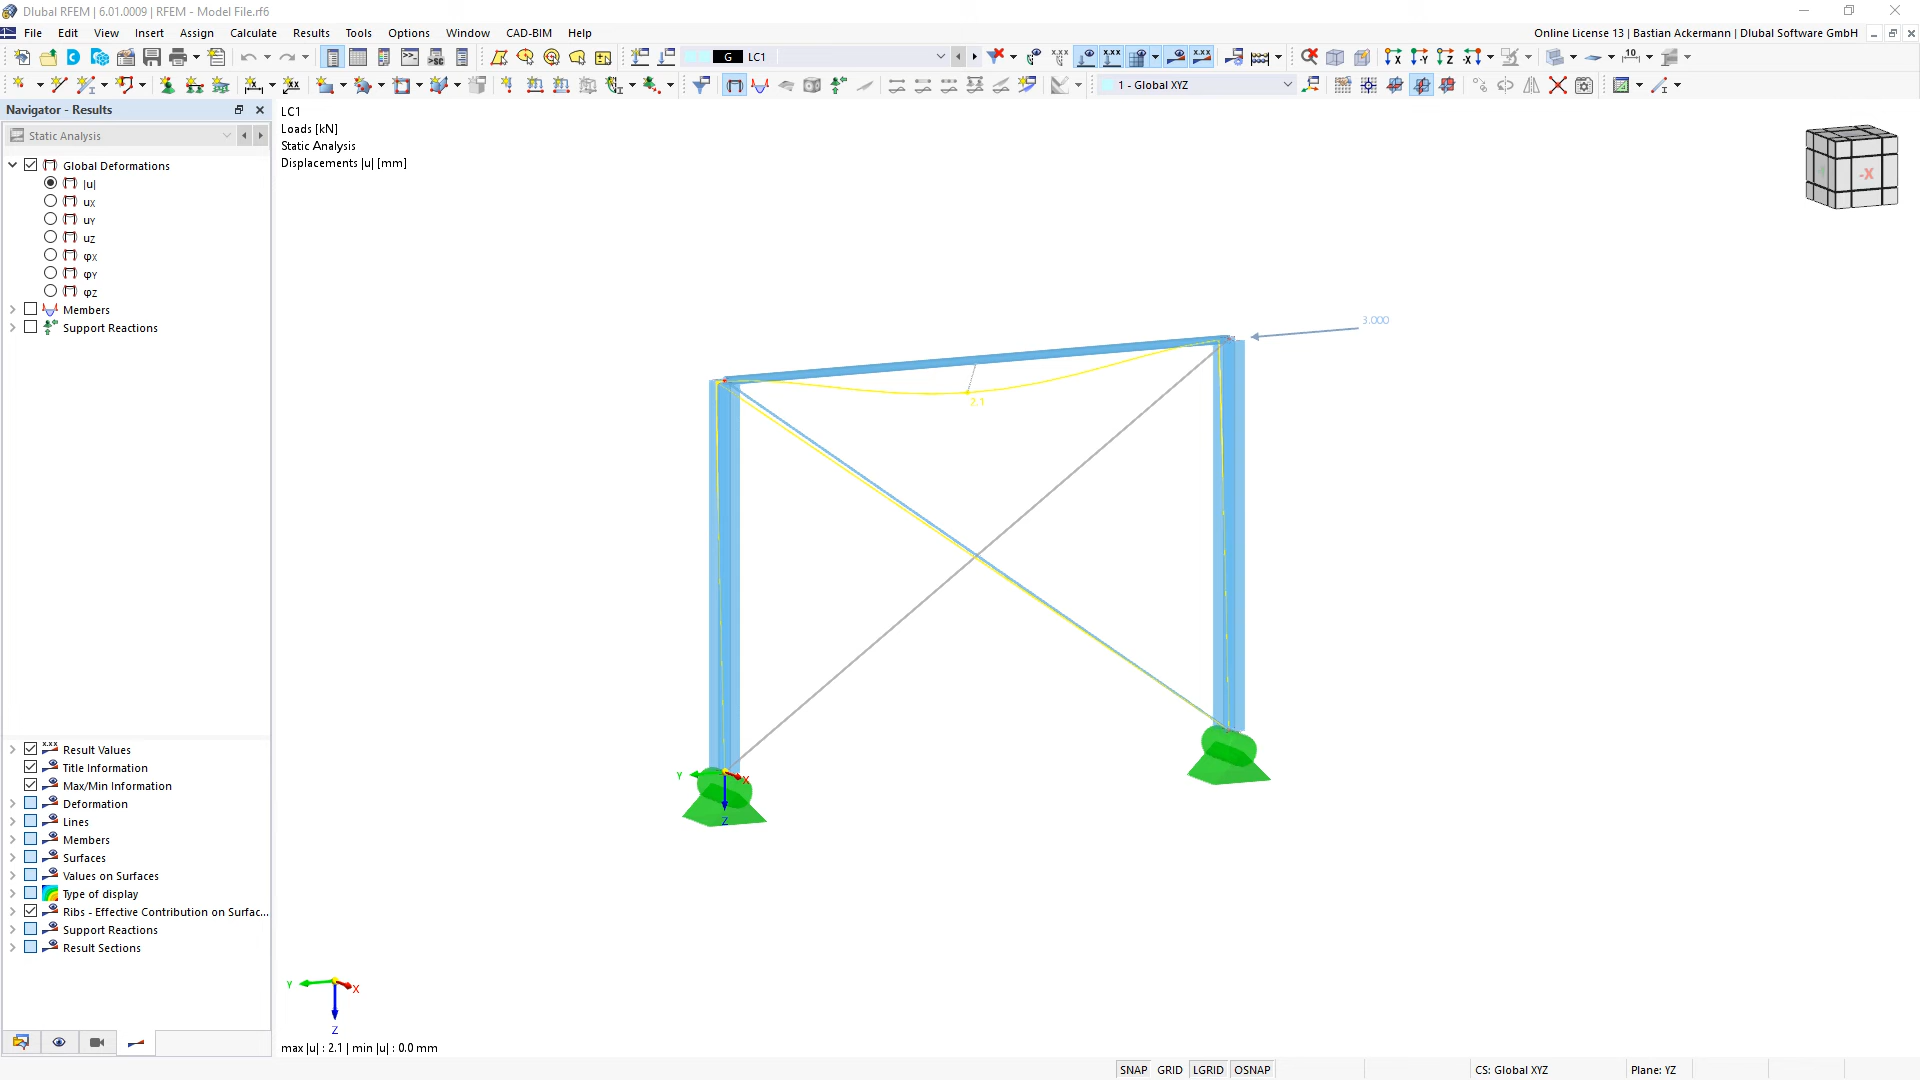 Dlubal RFEM | 6.01.0009 | RFEM - Model File.rf6
File Edit View Insert Assign Calculate Results Tools Options Window CAD-BIM Help
Online License 13 | Bastian Ackermann | Dlubal Software GmbH
G LC1
1 - Global XYZ
Navigator - Results
Static Analysis
Global Deformations
|u|
uX
uY
uZ
φX
φY
φZ
Members
Support Reactions
Result Values
Title Information
Max/Min Information
Deformation
Lines
Members
Surfaces
Values on Surfaces
Type of display
Ribs - Effective Contribution on Surfac...
Support Reactions
Result Sections
LC1
Loads [kN]
Static Analysis
Displacements |u| [mm]
-X
3.000
2.1
Y X
Z
Y X
Z
max |u| : 2.1 | min |u| : 0.0 mm
SNAP GRID LGRID OSNAP CS: Global XYZ Plane: YZ